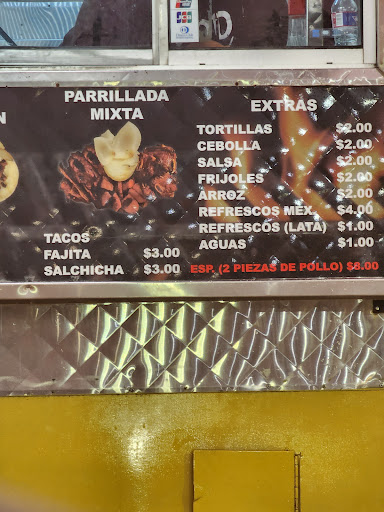 N
PARRILLADA
MIXTA
TACOS
FAJITA $3.00
SALCHICHA $3.00
EXTRAS
TORTILLAS $2.00
CEBOLLA $2.00
SALSA $2.00
FRIJOLES $2.00
ARROZ $2.00
REFRESCOS MEX. $4.00
REFRESCOS (LATA) $1.00
AGUAS $1.00
ESP. (2 PIEZAS DE POLLO) $8.00
JCB